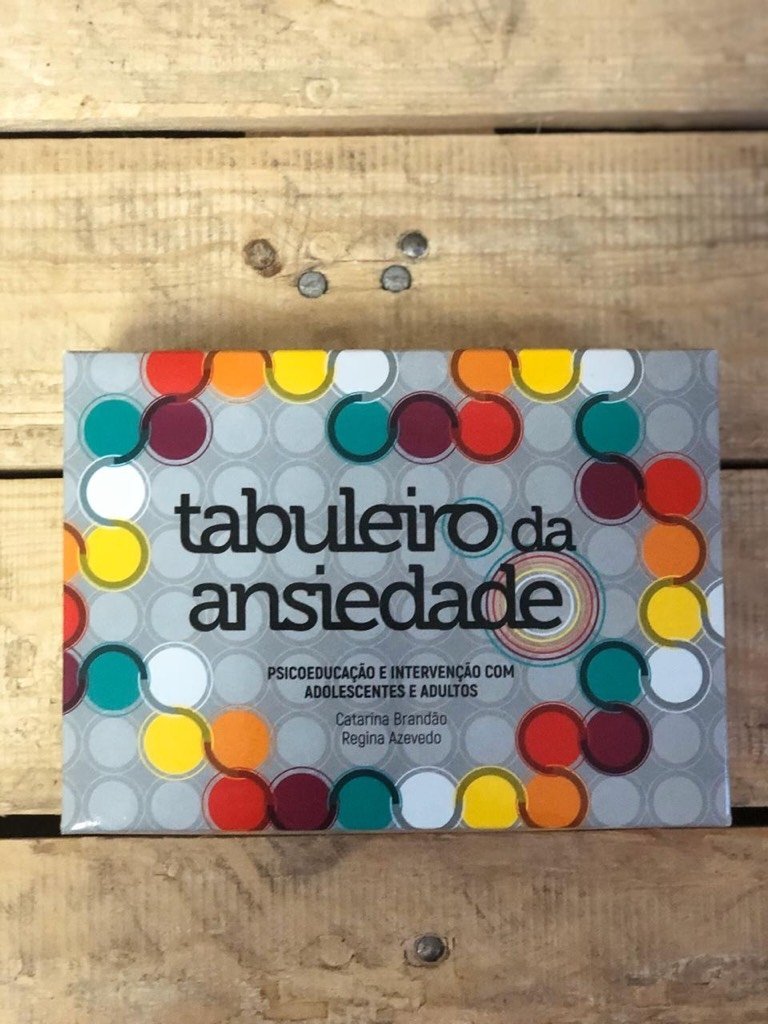 tabuleiro da
ansiedade
PSICOEDUCAÇÃO E INTERVENÇÃO COM
ADOLESCENTES E ADULTOS
Catarina Brandão
Regina Azevedo